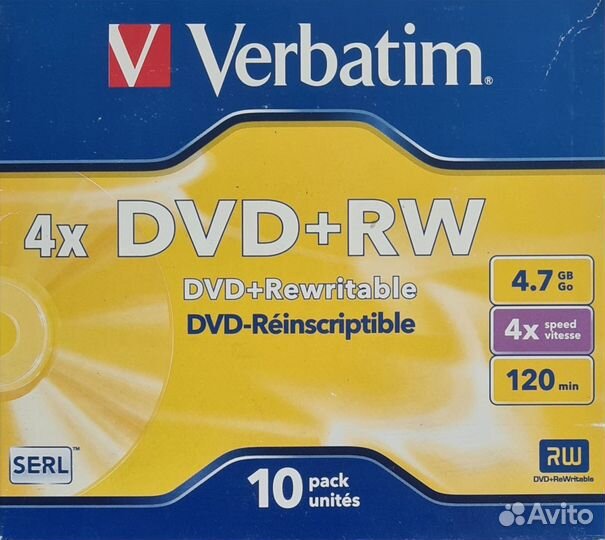 V Verbatim®
4x DVD+RW
DVD+Rewritable
DVD-Réinscriptible
4.7 GB Go
4x speed vitesse
120 min
SERL™
10 pack unités
RW
DVD+ReWritable
Avito